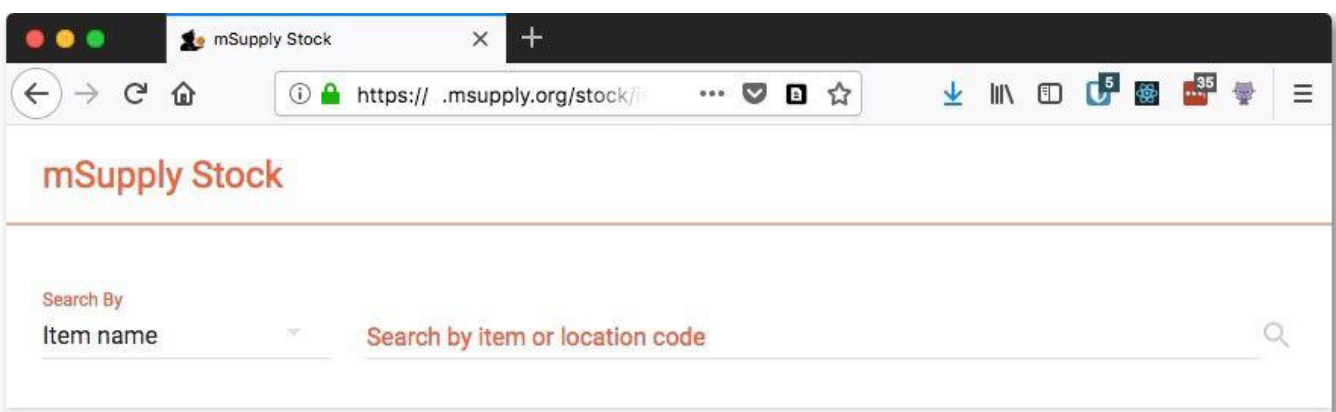 mSupply Stock
https:// .msupply.org/stock/
5
35
mSupply Stock
Search By
Item name
Search by item or location code